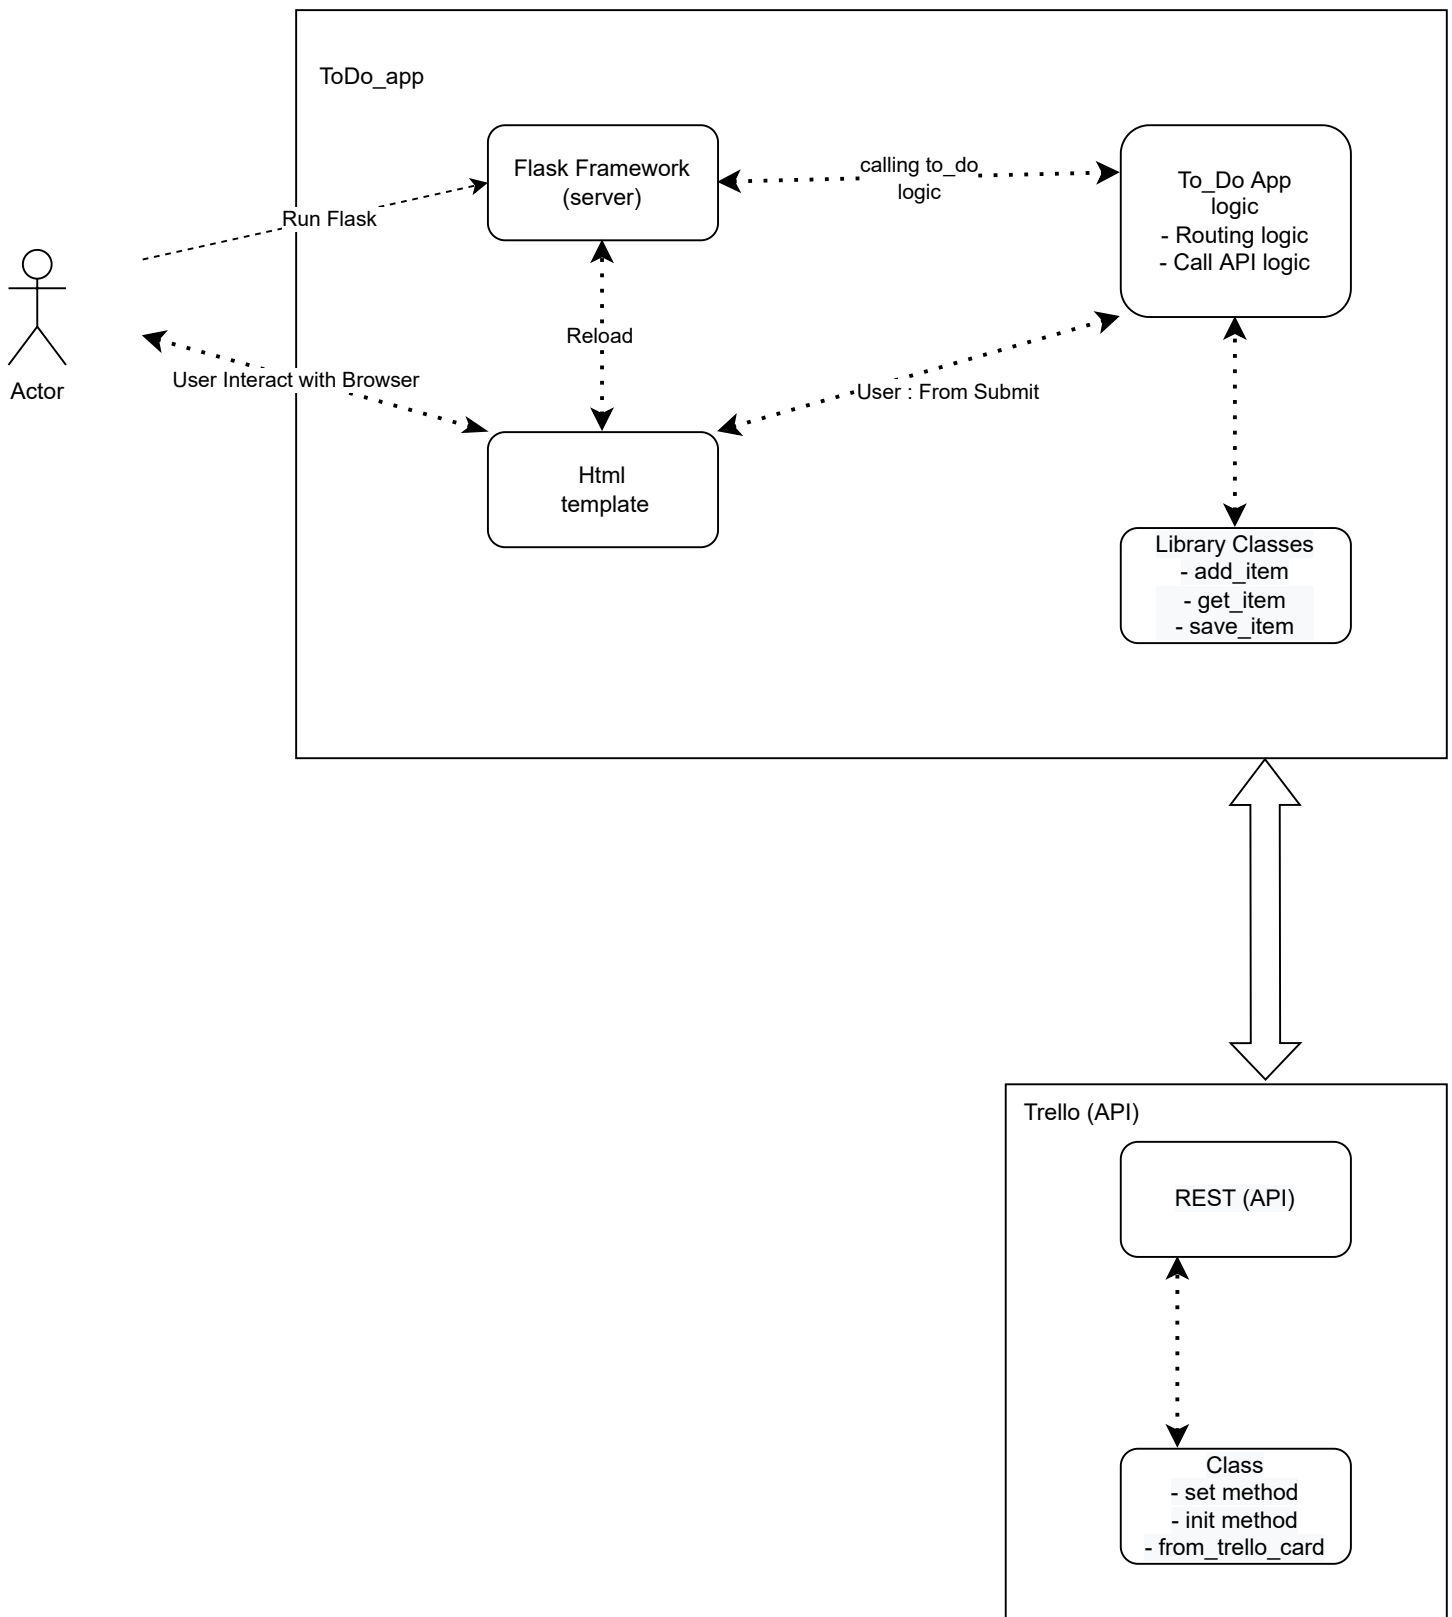 ToDo_app
Flask Framework
(server)
calling to_do
logic
To_Do App
logic
- Routing logic
- Call API logic
Run Flask
Reload
Actor
User Interact with Browser
User : From Submit
Html
template
Library Classes
- add_item
- get_item
- save_item
Trello (API)
REST (API)
Class
- set method
- init method
- from_trello_card